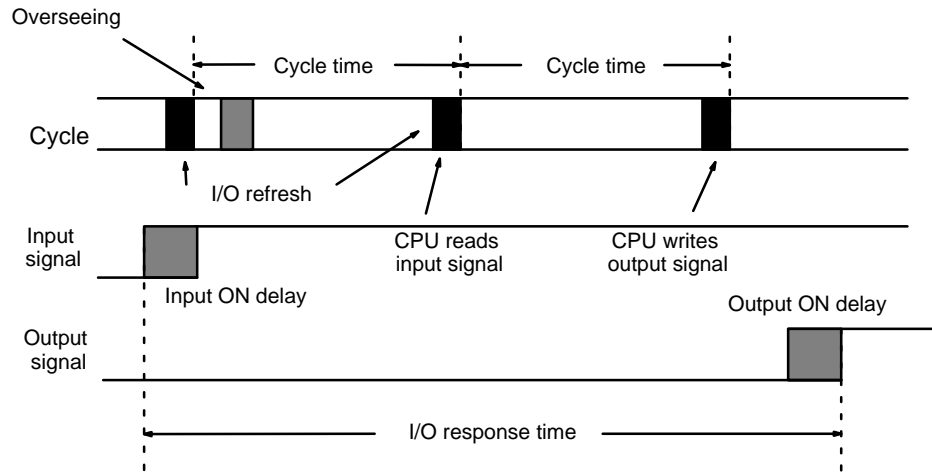 Overseeing
Cycle time
Cycle time
Cycle
I/O refresh
Input
signal
CPU reads
input signal
CPU writes
output signal
Input ON delay
Output ON delay
Output
signal
I/O response time